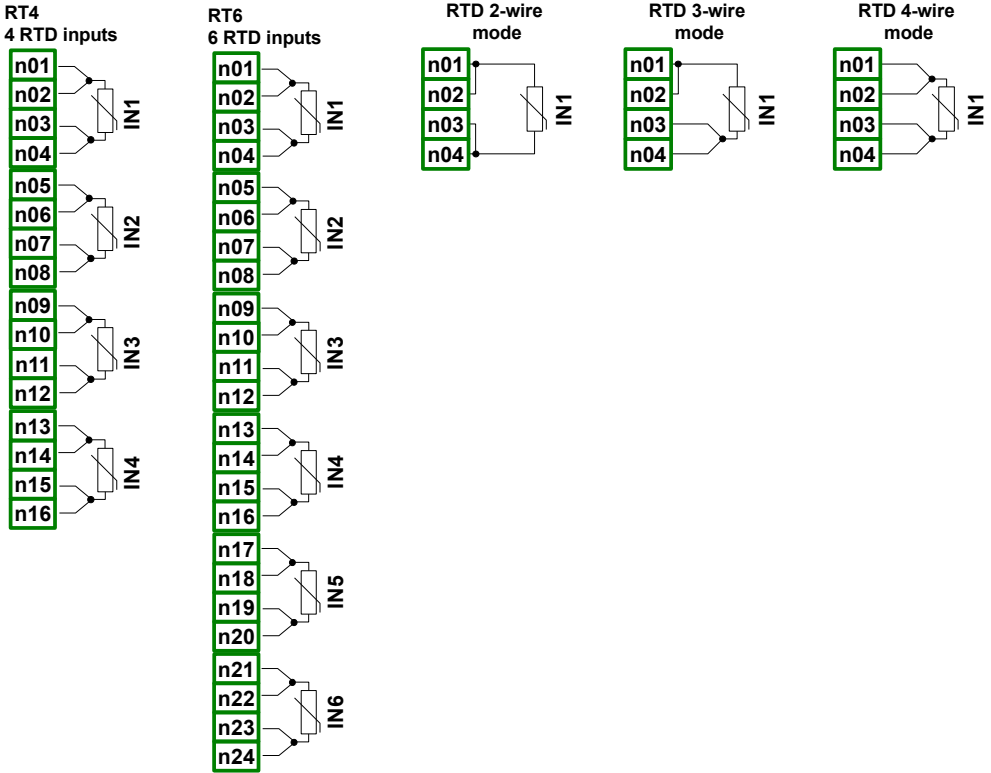 RT4
4 RTD inputs
n01
n02
n03
n04
IN1
n05
n06
n07
n08
IN2
n09
n10
n11
n12
IN3
n13
n14
n15
n16
IN4
RT6
6 RTD inputs
n01
n02
n03
n04
IN1
n05
n06
n07
n08
IN2
n09
n10
n11
n12
IN3
n13
n14
n15
n16
IN4
n17
n18
n19
n20
IN5
n21
n22
n23
n24
IN6
RTD 2-wire
mode
n01
n02
n03
n04
IN1
RTD 3-wire
mode
n01
n02
n03
n04
IN1
RTD 4-wire
mode
n01
n02
n03
n04
IN1